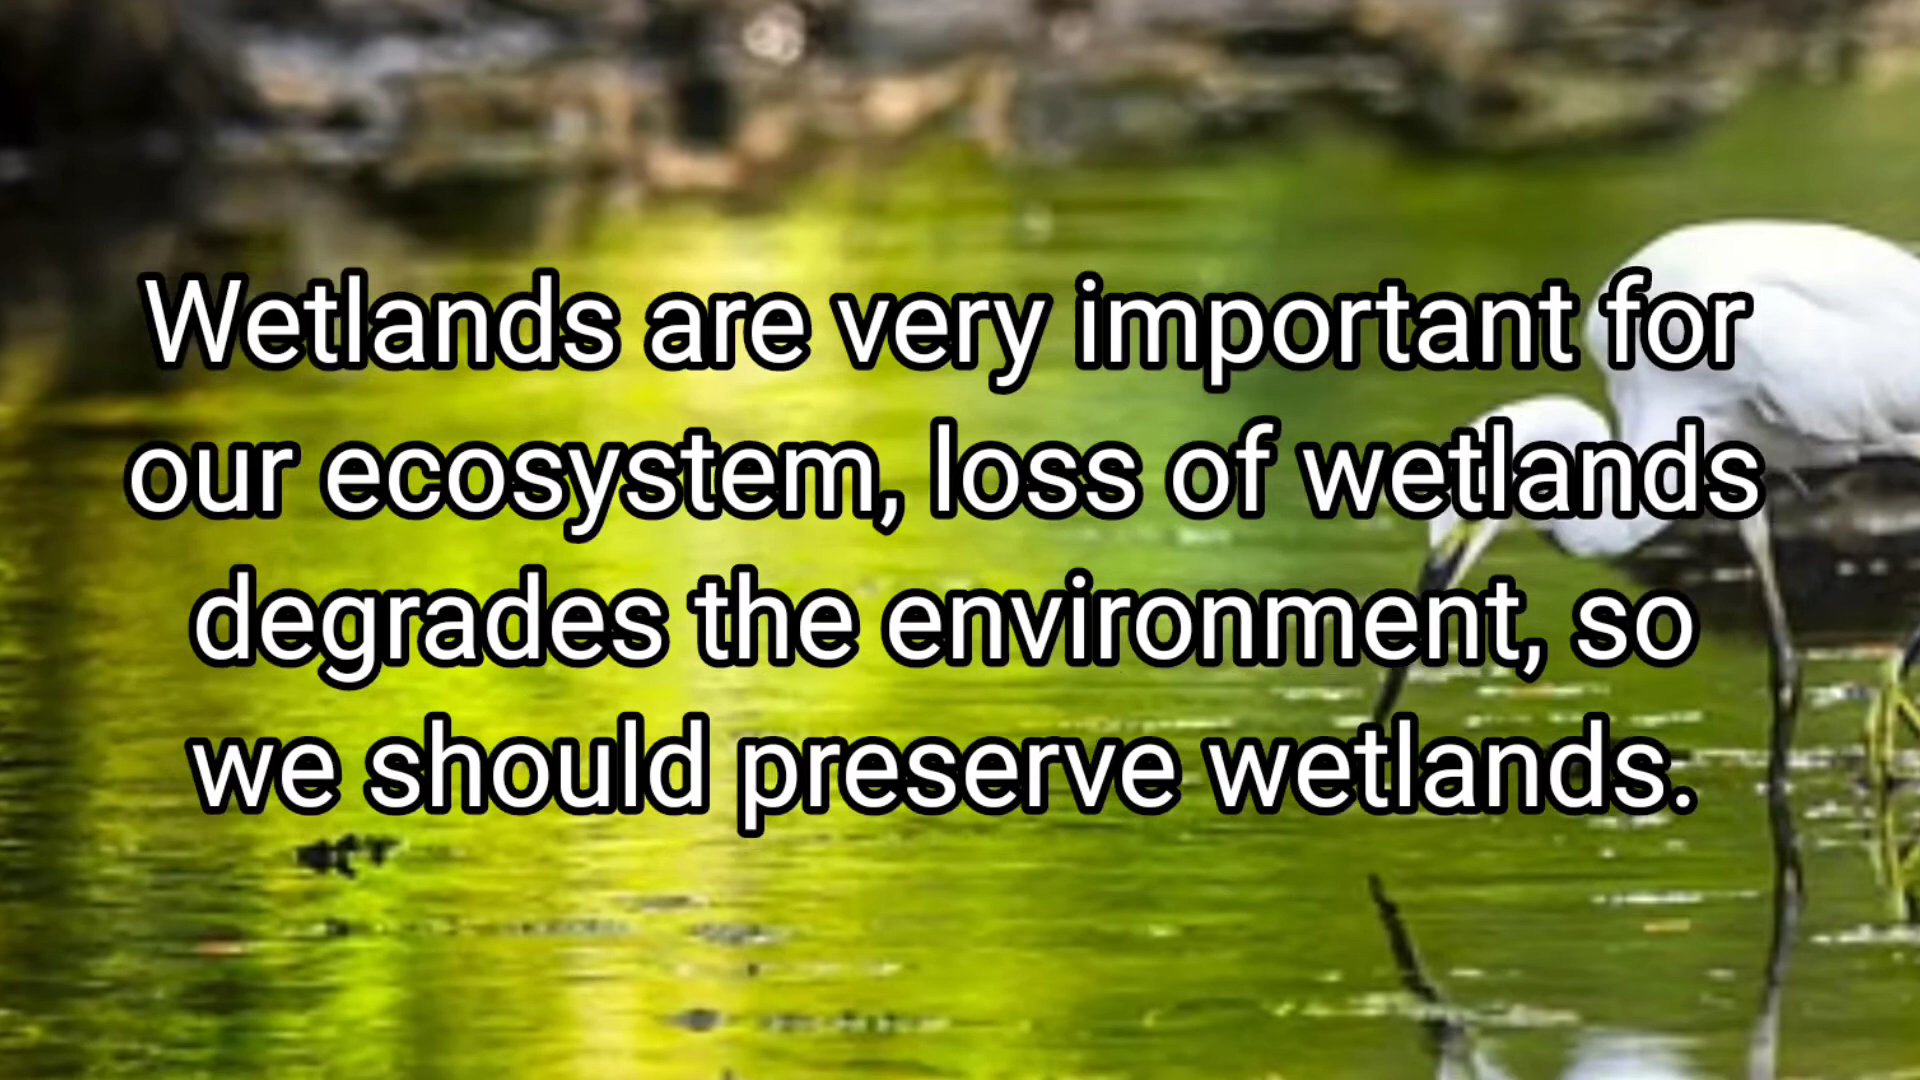 Wetlands are very important for
our ecosystem, loss of wetlands
degrades the environment, so
we should preserve wetlands.